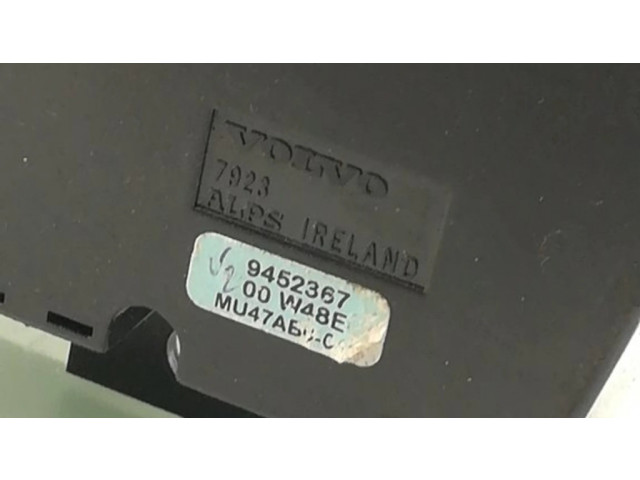 VOLVO
7923
ALPS IRELAND
9452367
00 W48E